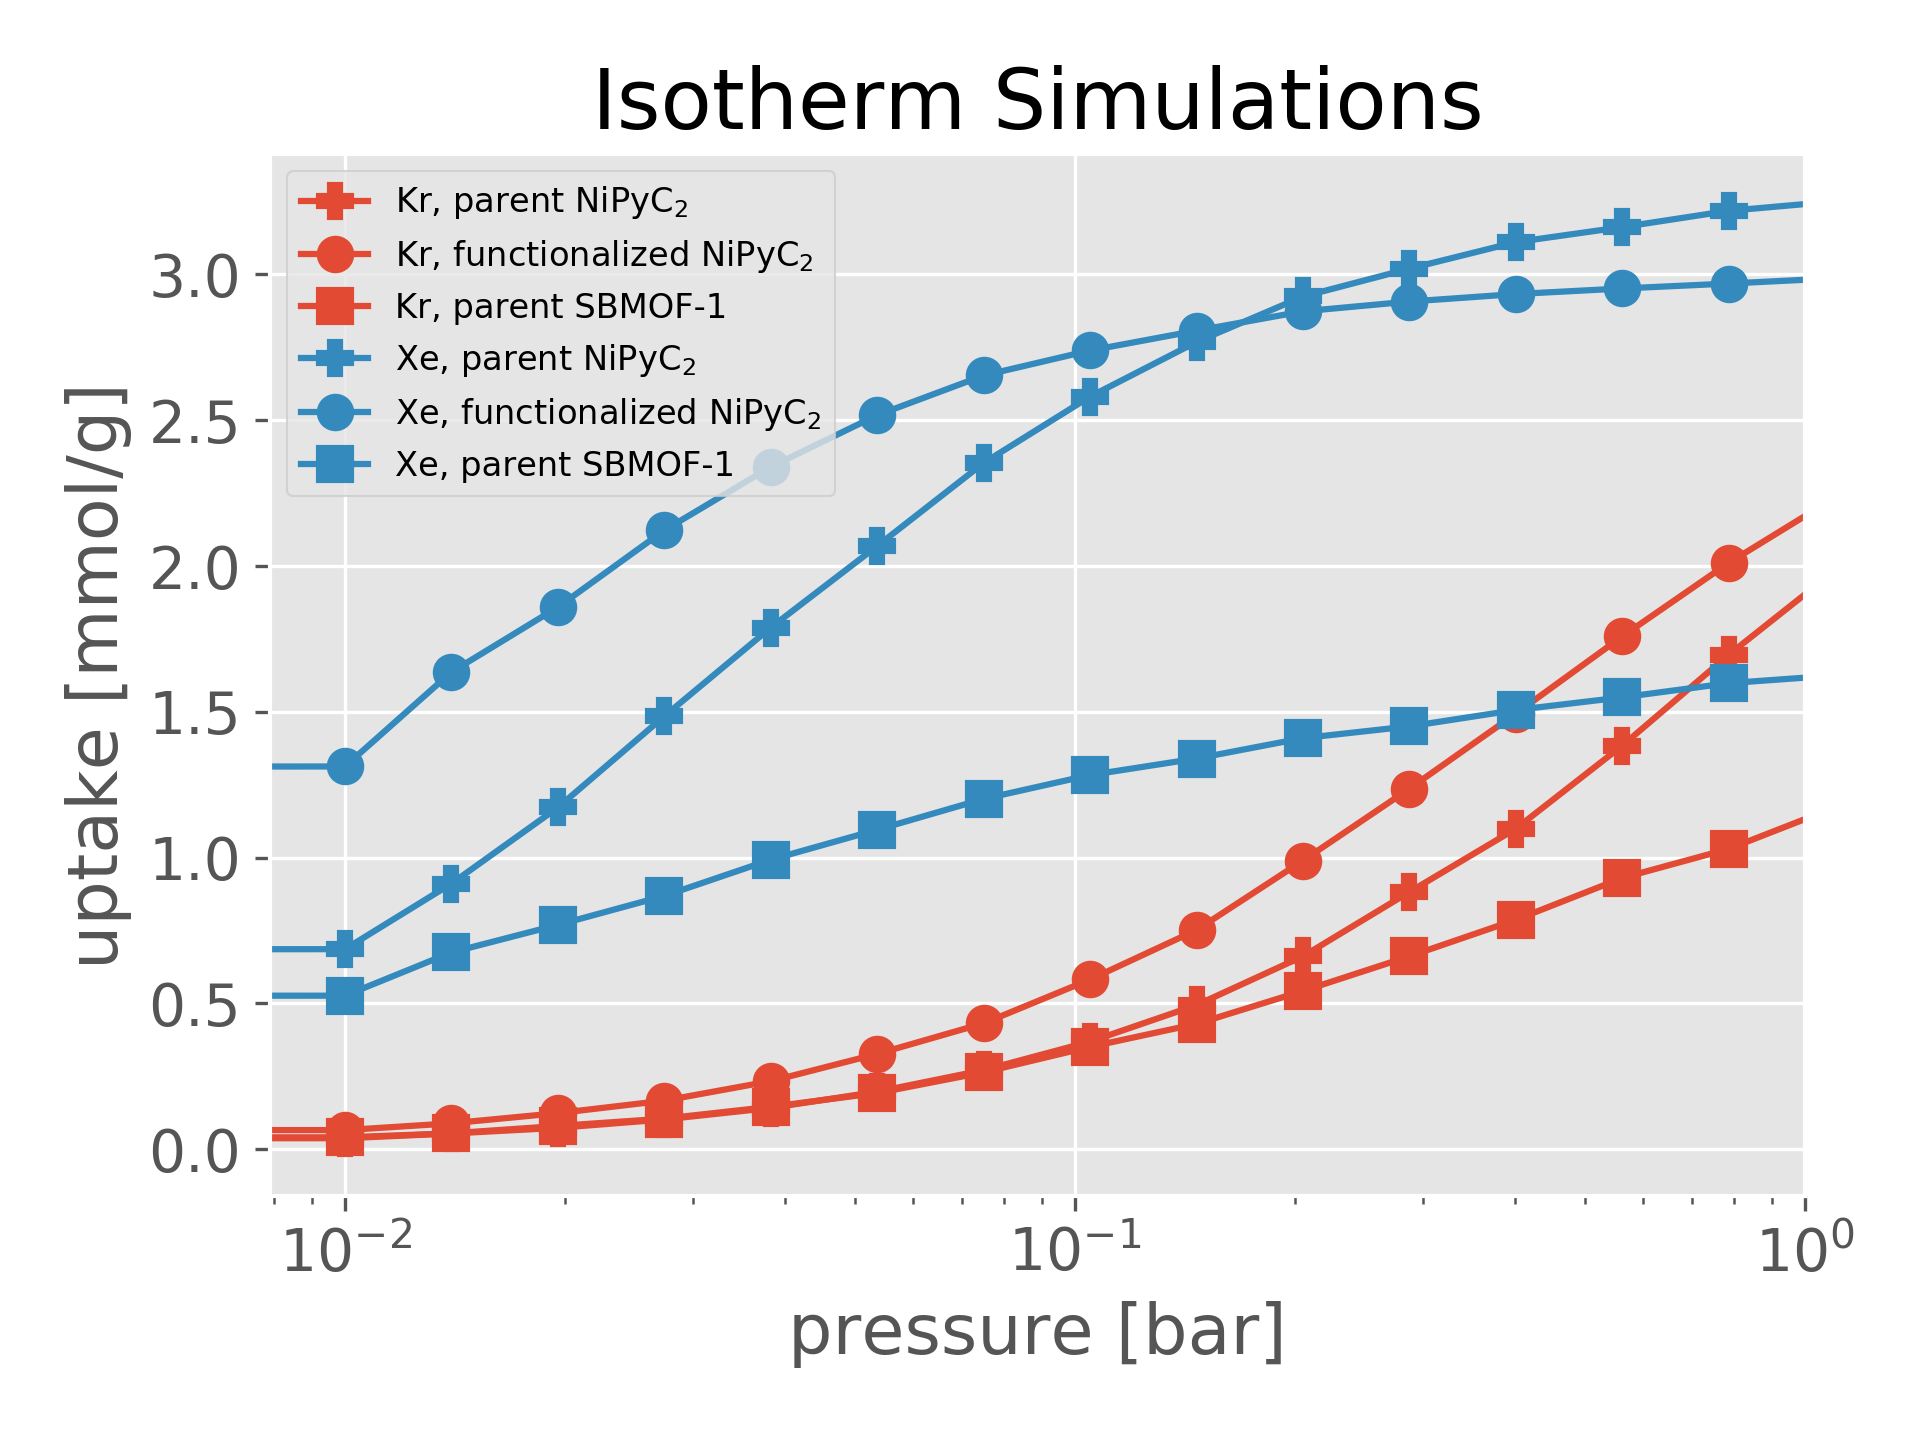 Isotherm Simulations
Kr, parent NiPyC₂
Kr, functionalized NiPyC₂
Kr, parent SBMOF-1
Xe, parent NiPyC₂
Xe, functionalized NiPyC₂
Xe, parent SBMOF-1
uptake [mmol/g]
3.0
2.5
2.0
1.5
1.0
0.5
0.0
10⁻² 10⁻¹ 10⁰
pressure [bar]